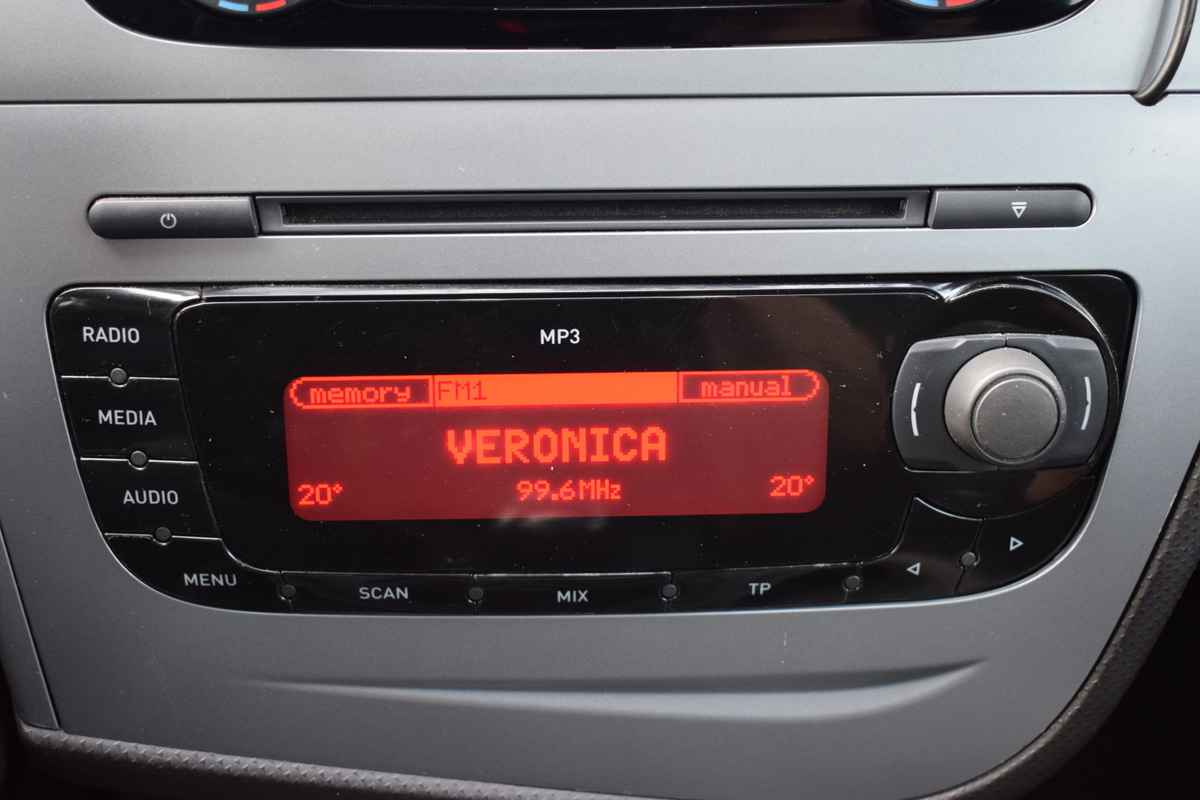 RADIO
MP3
MEDIA
AUDIO
MENU
SCAN
MIX
TP
memory FM1 manual
VERONICA
20° 99.6MHz 20°